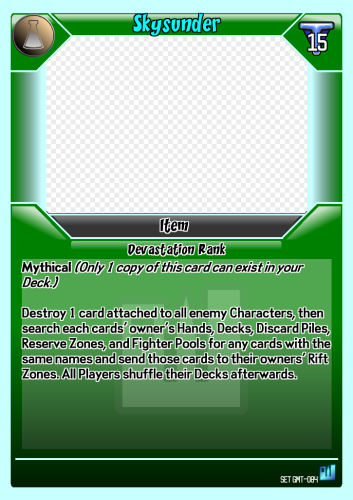 Skysunder
15
Item
Devastation Rank
Mythical (Only 1 copy of this card can exist in your
Deck.)
Destroy 1 card attached to all enemy Characters, then
search each cards' owner's Hands, Decks, Discard Piles,
Reserve Zones, and Fighter Pools for any cards with the
same names and send those cards to their owners' Rift
Zones. All Players shuffle their Decks afterwards.
SET GMT-084